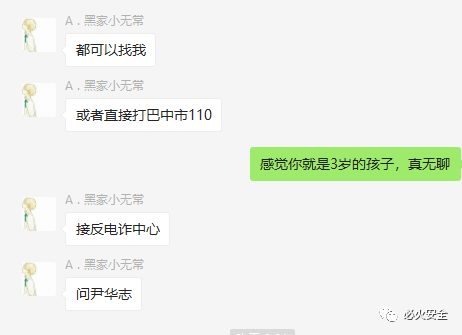 A . 黑家小无常
都可以找我
A . 黑家小无常
或者直接打巴中市110
感觉你就是3岁的孩子，真无聊
A . 黑家小无常
接反电诈中心
A . 黑家小无常
问尹华志
必火安全